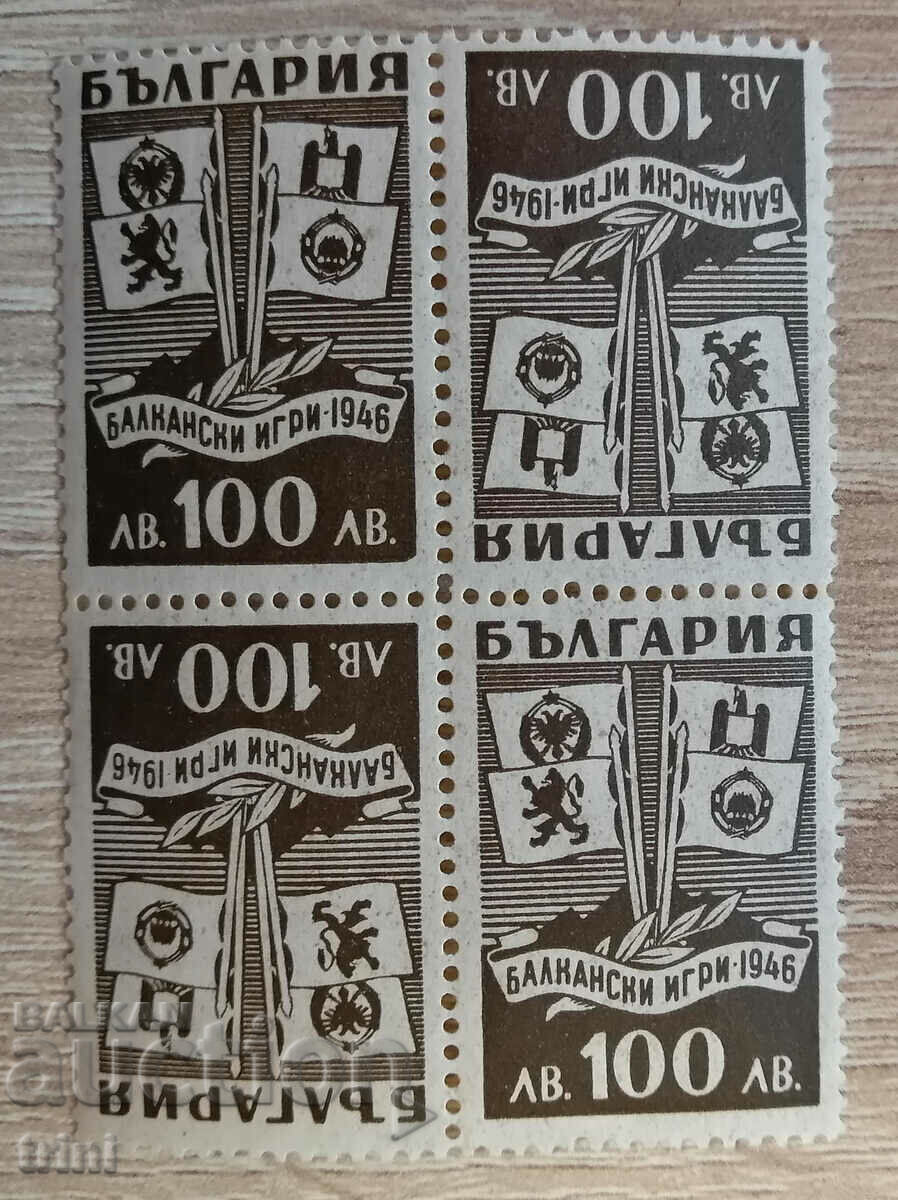 БЪЛГАРИЯ
БАЛКАНСКИ ИГРИ·1946
ЛВ. 100 ЛВ.
ЛВ. 100 ЛВ.
БАЛКАНСКИ ИГРИ·1946
БЪЛГАРИЯ
ЛВ. 100 ЛВ.
БАЛКАНСКИ ИГРИ·1946
БЪЛГАРИЯ
БЪЛГАРИЯ
БАЛКАНСКИ ИГРИ·1946
ЛВ. 100 ЛВ.
BALKAN
auction
trini